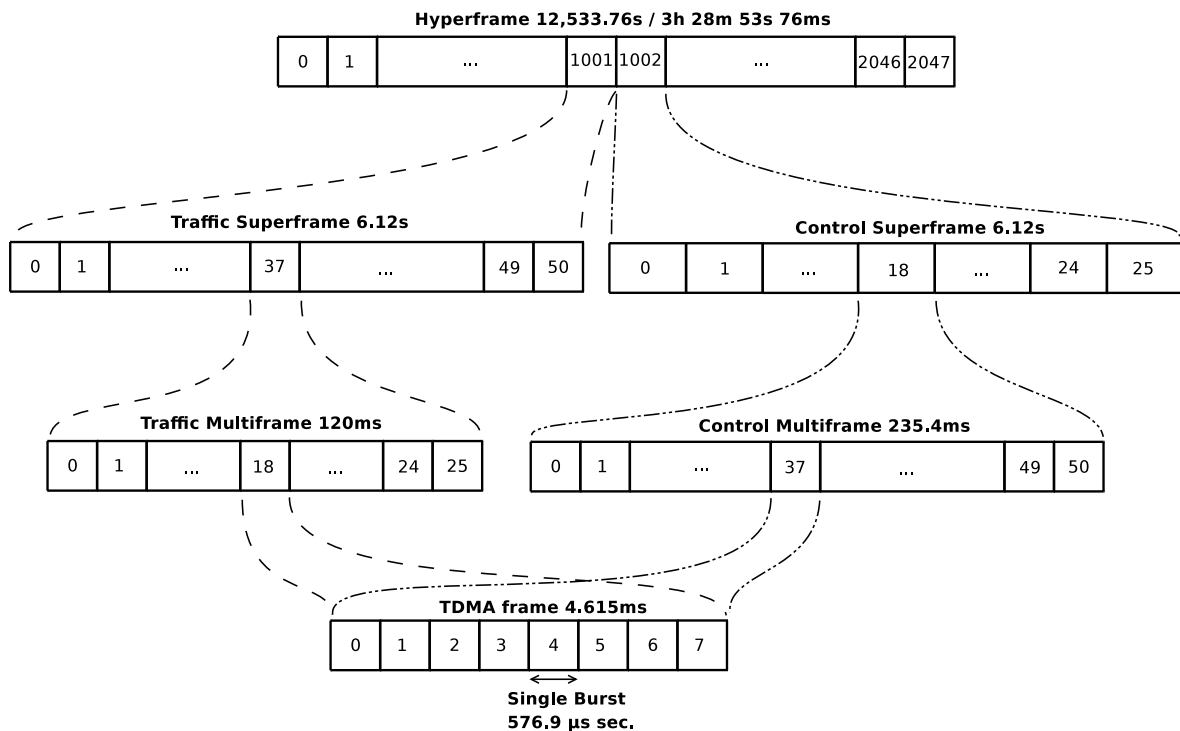 Hyperframe 12,533.76s / 3h 28m 53s 76ms
0 1 ... 1001 1002 ... 2046 2047
Traffic Superframe 6.12s
0 1 ... 37 ... 49 50
Control Superframe 6.12s
0 1 ... 18 ... 24 25
Traffic Multiframe 120ms
0 1 ... 18 ... 24 25
Control Multiframe 235.4ms
0 1 ... 37 ... 49 50
TDMA frame 4.615ms
0 1 2 3 4 5 6 7
Single Burst
576.9 µs sec.